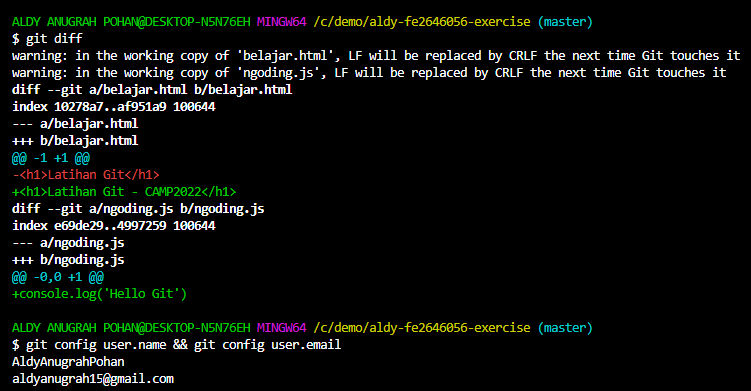 ALDY ANUGRAH POHAN@DESKTOP-N5N76EH MINGW64 /c/demo/aldy-fe2646056-exercise (master)
$ git diff
warning: in the working copy of 'belajar.html', LF will be replaced by CRLF the next time Git touches it
warning: in the working copy of 'ngoding.js', LF will be replaced by CRLF the next time Git touches it
diff --git a/belajar.html b/belajar.html
index 10278a7..af951a9 100644
--- a/belajar.html
+++ b/belajar.html
@@ -1 +1 @@
-<h1>Latihan Git</h1>
+<h1>Latihan Git - CAMP2022</h1>
diff --git a/ngoding.js b/ngoding.js
index e69de29..4997259 100644
--- a/ngoding.js
+++ b/ngoding.js
@@ -0,0 +1 @@
+console.log('Hello Git')
ALDY ANUGRAH POHAN@DESKTOP-N5N76EH MINGW64 /c/demo/aldy-fe2646056-exercise (master)
$ git config user.name && git config user.email
AldyAnugrahPohan
aldyanugrah15@gmail.com